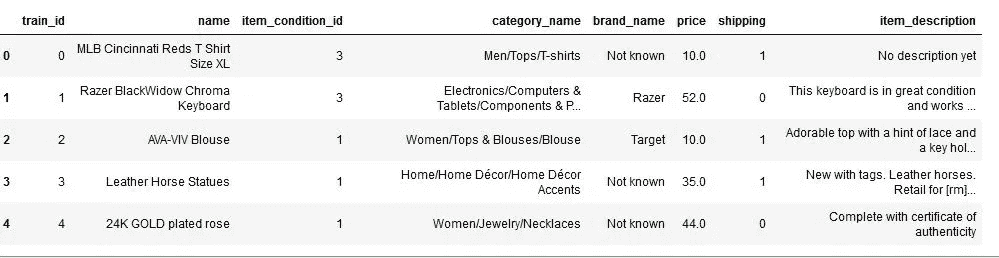 train_id name item_condition_id category_name brand_name price shipping item_description
0 0 MLB Cincinnati Reds T Shirt Size XL 3 Men/Tops/T-shirts Not known 10.0 1 No description yet
1 1 Razer BlackWidow Chroma Keyboard 3 Electronics/Computers & Tablets/Components & P... Razer 52.0 0 This keyboard is in great condition and works ...
2 2 AVA-VIV Blouse 1 Women/Tops & Blouses/Blouse Target 10.0 1 Adorable top with a hint of lace and a key hol...
3 3 Leather Horse Statues 1 Home/Home Décor/Home Décor Accents Not known 35.0 1 New with tags. Leather horses. Retail for [rm]...
4 4 24K GOLD plated rose 1 Women/Jewelry/Necklaces Not known 44.0 0 Complete with certificate of authenticity